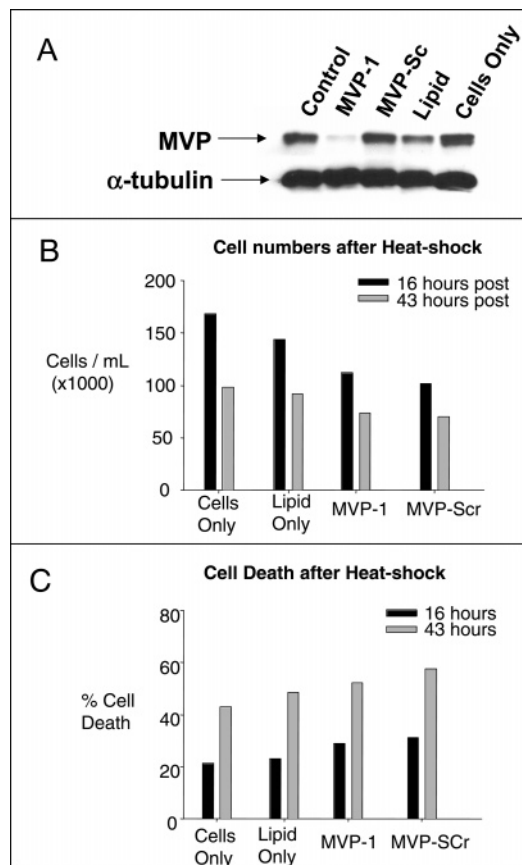 A
Control
MVP-1
MVP-Sc
Lipid
Cells Only
MVP
α-tubulin
B
Cell numbers after Heat-shock
16 hours post
43 hours post
200
150
100
50
0
Cells / mL
(x1000)
Cells
Only
Lipid
Only
MVP-1
MVP-Scr
C
Cell Death after Heat-shock
16 hours
43 hours
80
60
40
20
0
% Cell
Death
Cells
Only
Lipid
Only
MVP-1
MVP-SCr